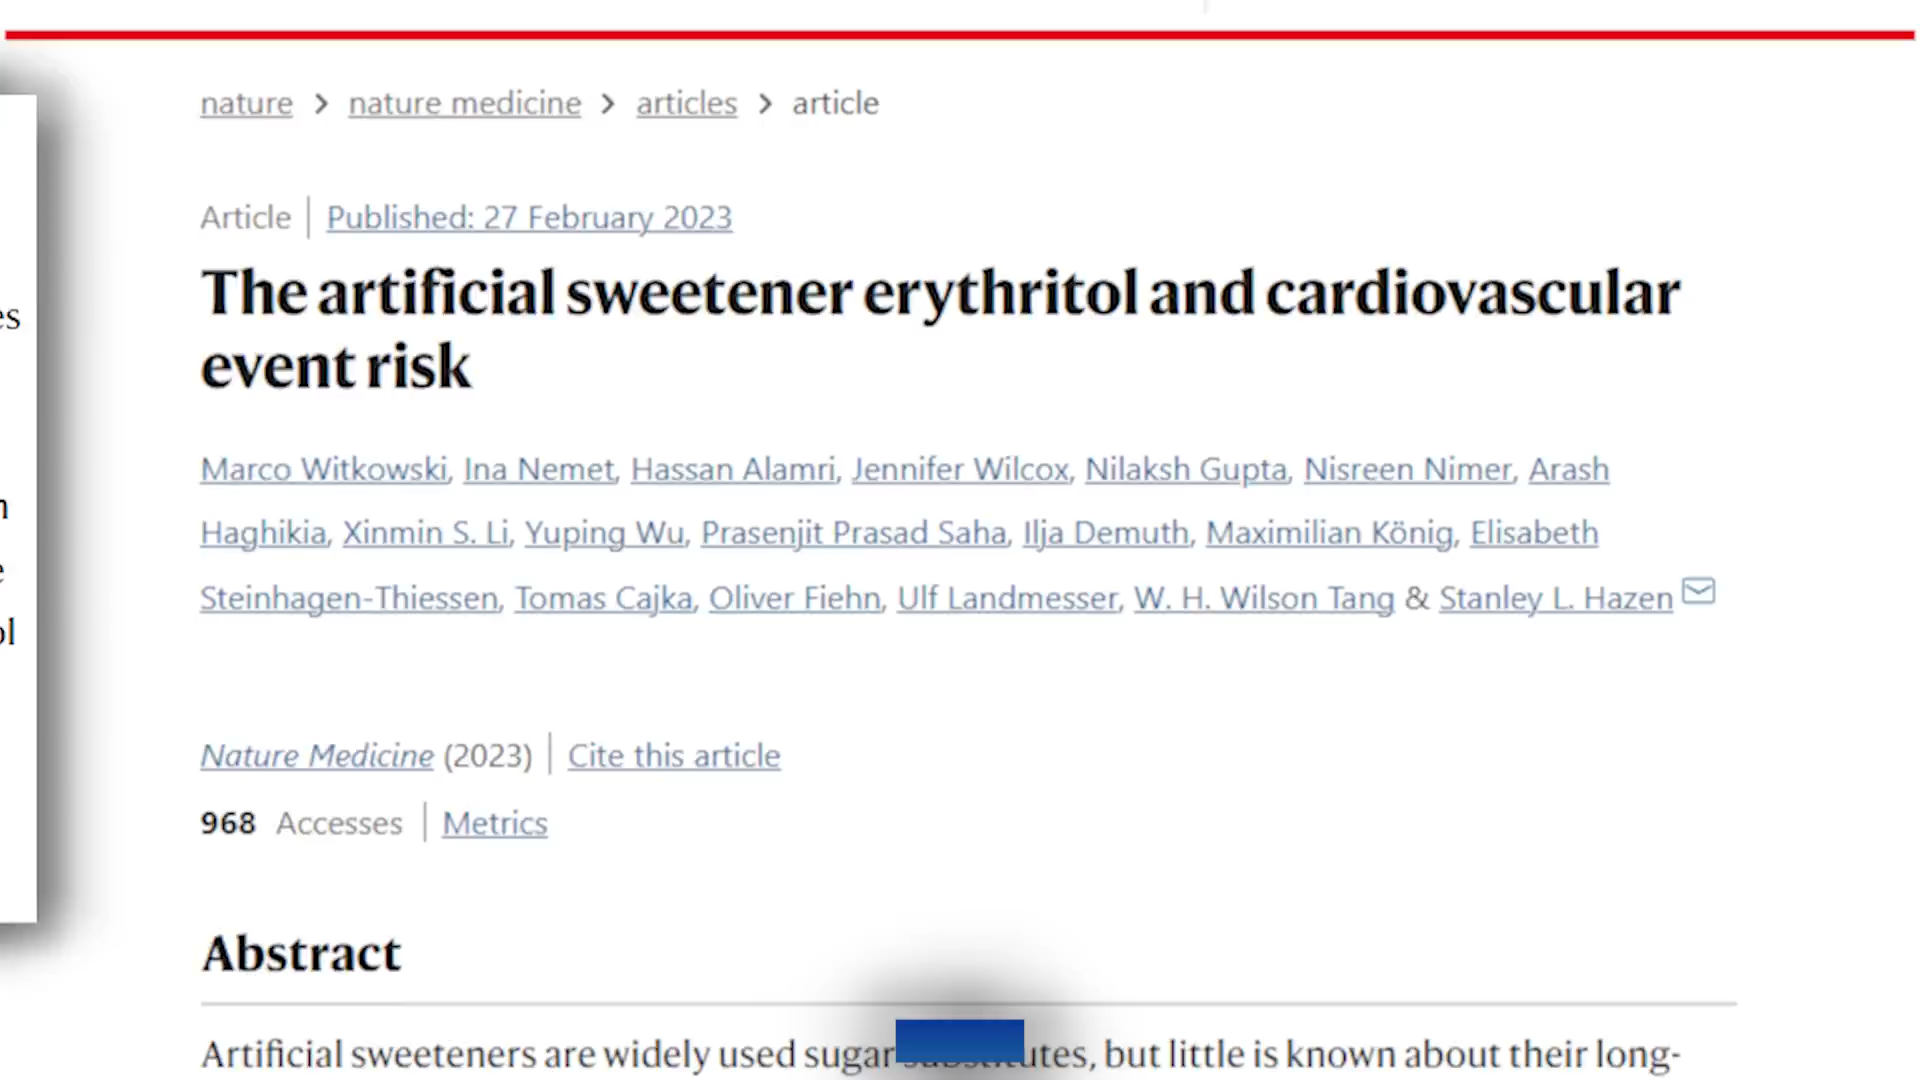 nature > nature medicine > articles > article
Article | Published: 27 February 2023
The artificial sweetener erythritol and cardiovascular
event risk
Marco Witkowski, Ina Nemet, Hassan Alamri, Jennifer Wilcox, Nilaksh Gupta, Nisreen Nimer, Arash
Haghikia, Xinmin S. Li, Yuping Wu, Prasenjit Prasad Saha, Ilja Demuth, Maximilian König, Elisabeth
Steinhagen-Thiessen, Tomas Cajka, Oliver Fiehn, Ulf Landmesser, W. H. Wilson Tang & Stanley L. Hazen
Nature Medicine (2023) | Cite this article
968 Accesses | Metrics
Abstract
Artificial sweeteners are widely used sugar substitutes, but little is known about their long-